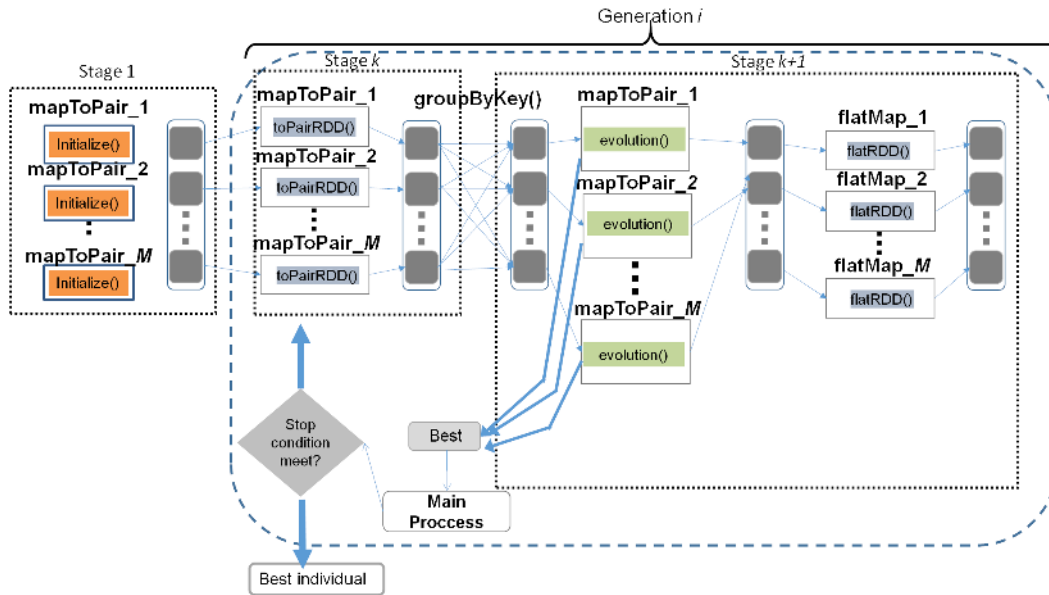 Generation i
Stage 1
mapToPair_1
Initialize()
mapToPair_2
Initialize()
mapToPair_M
Initialize()
Stage k
mapToPair_1
toPairRDD()
mapToPair_2
toPairRDD()
mapToPair_M
toPairRDD()
groupByKey()
Stage k+1
mapToPair_1
evolution()
mapToPair_2
evolution()
mapToPair_M
evolution()
flatMap_1
flatRDD()
flatMap_2
flatRDD()
flatMap_M
flatRDD()
Stop
condition
meet?
Best
Main
Proccess
Best individual